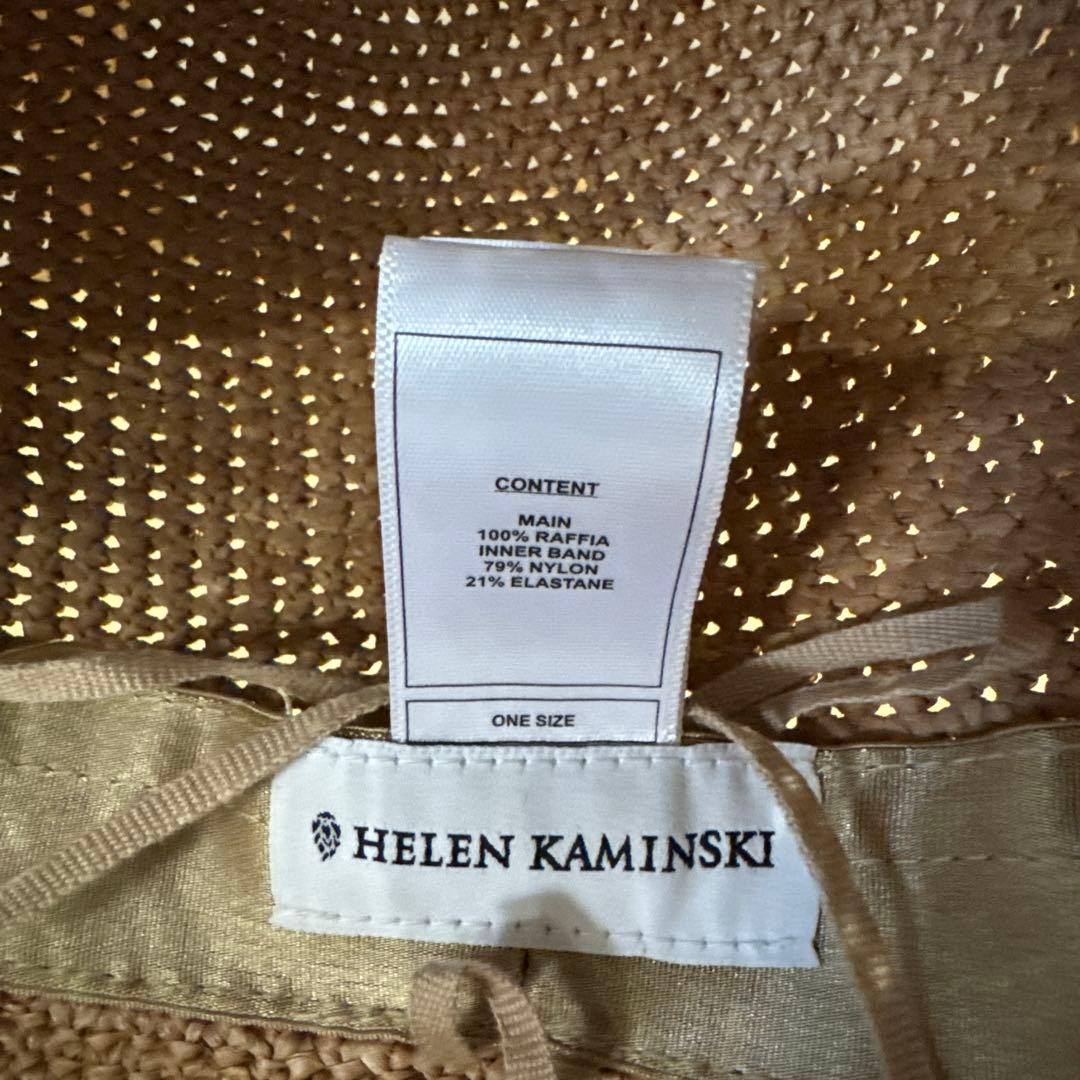 CONTENT
MAIN
100% RAFFIA
INNER BAND
79% NYLON
21% ELASTANE
ONE SIZE
HELEN KAMINSKI